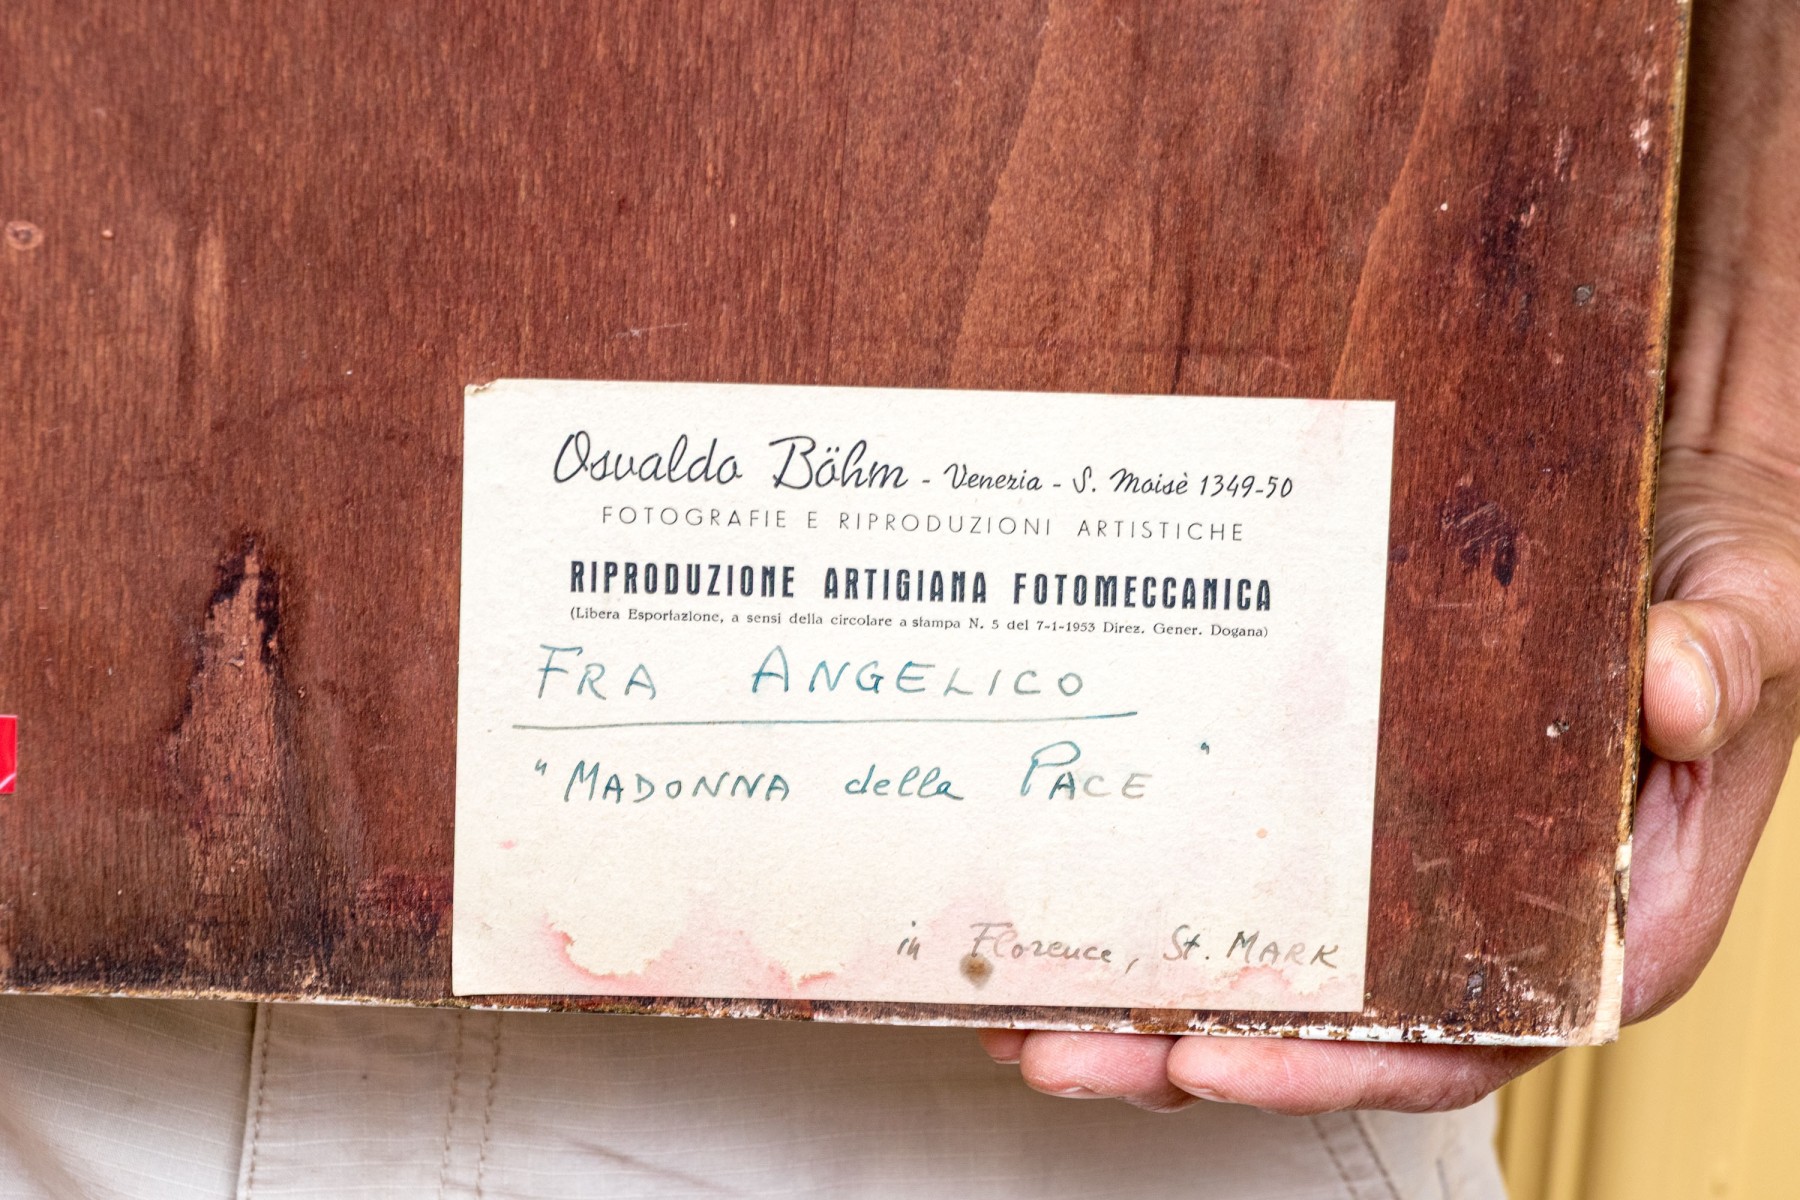 Osvaldo Böhm - Venezia - S. Moisè 1349-50
FOTOGRAFIE E RIPRODUZIONI ARTISTICHE
RIPRODUZIONE ARTIGIANA FOTOMECCANICA
(Libera Esportazione, a sensi della circolare a stampa N. 5 del 7-1-1953 Direz. Gener. Dogana)
FRA ANGELICO
"MADONNA della PACE"
in Florence, St. MARK